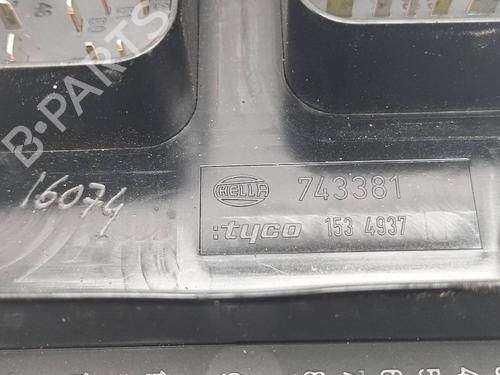 16074
HELLA 743381
:tyco 153 4937
B-PARTS